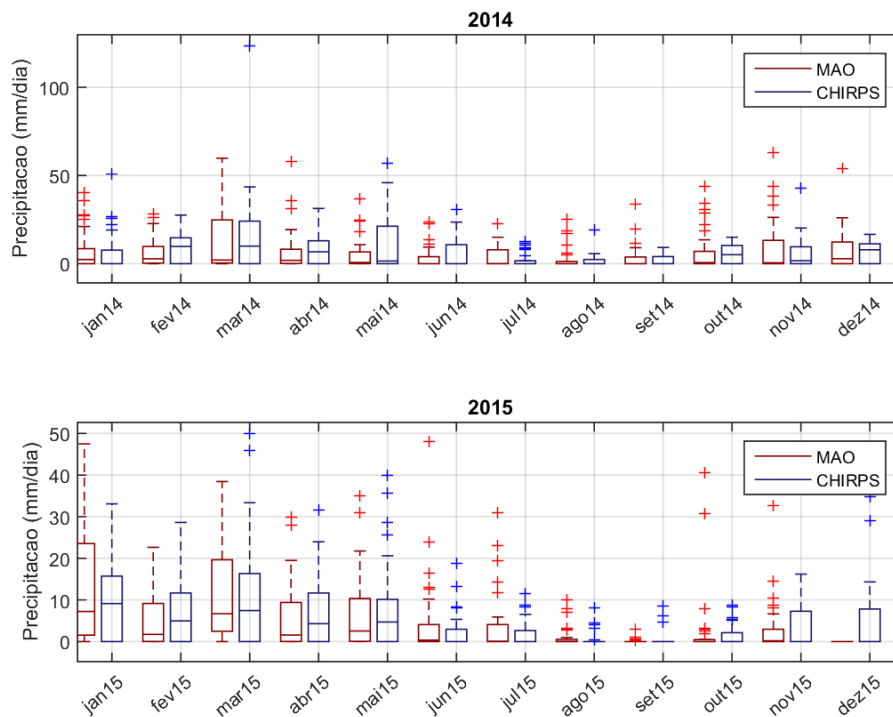 2014
Precipitacao (mm/dia)
100
50
0
MAO
CHIRPS
jan14
fev14
mar14
abr14
mai14
jun14
jul14
ago14
set14
out14
nov14
dez14
2015
Precipitacao (mm/dia)
50
40
30
20
10
0
MAO
CHIRPS
jan15
fev15
mar15
abr15
mai15
jun15
jul15
ago15
set15
out15
nov15
dez15